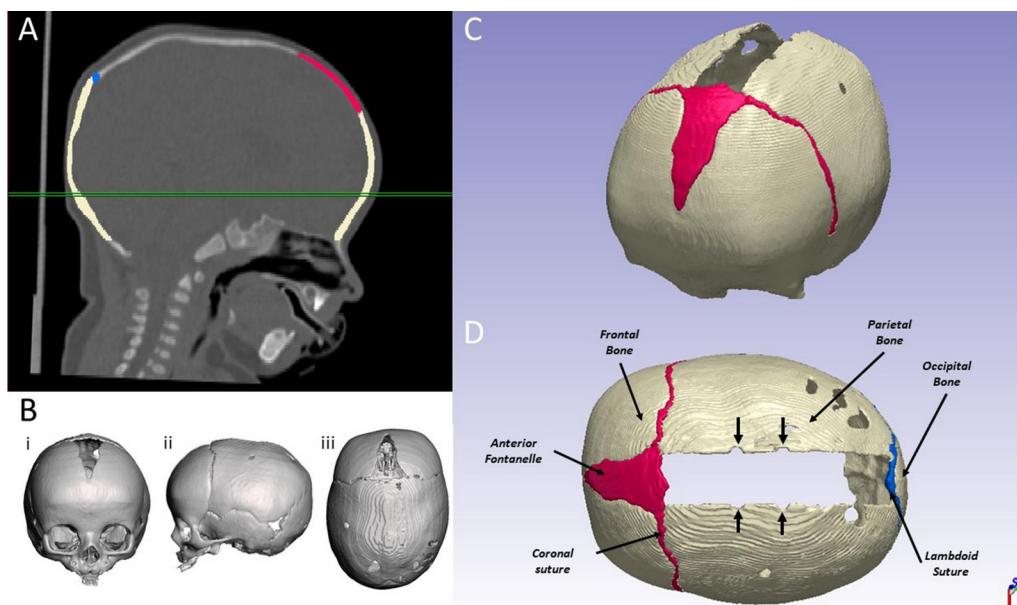 A
B
i
ii
iii
C
D
Frontal
Bone
Parietal
Bone
Occipital
Bone
Anterior
Fontanelle
Coronal
suture
Lambdoid
Suture
S